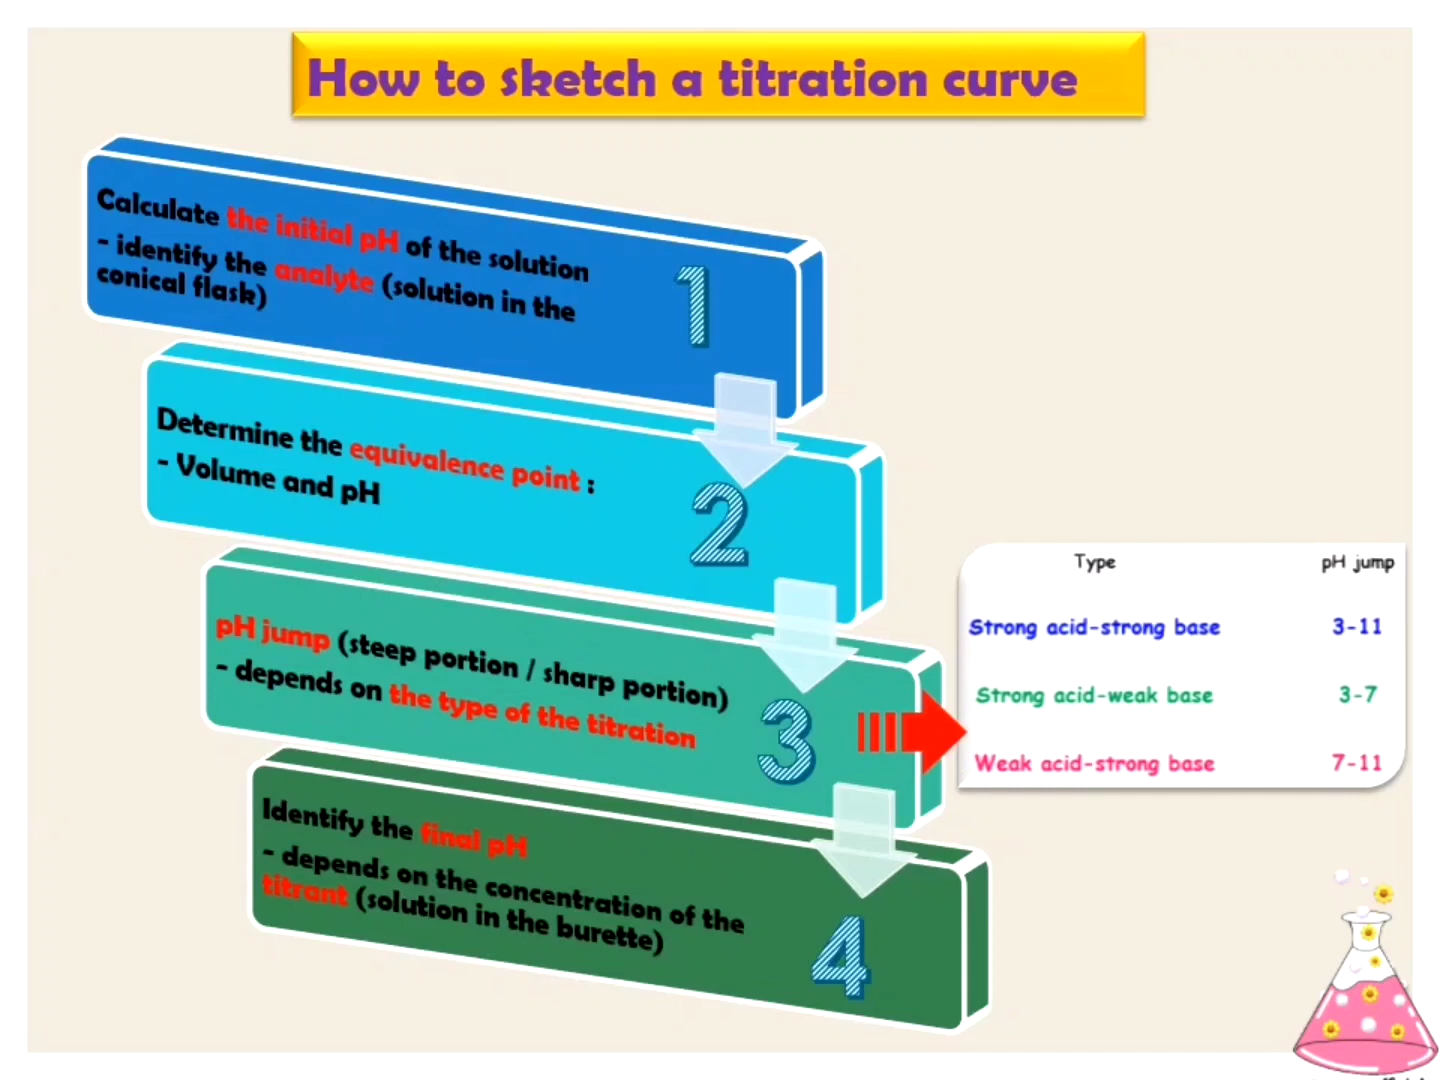 How to sketch a titration curve
Calculate the initial pH of the solution
- identify the analyte (solution in the
conical flask)
1
Determine the equivalence point :
- Volume and pH
2
pH jump (steep portion / sharp portion)
- depends on the type of the titration
3
Type pH jump
Strong acid-strong base 3-11
Strong acid-weak base 3-7
Weak acid-strong base 7-11
Identify the final pH
- depends on the concentration of the
titrant (solution in the burette)
4